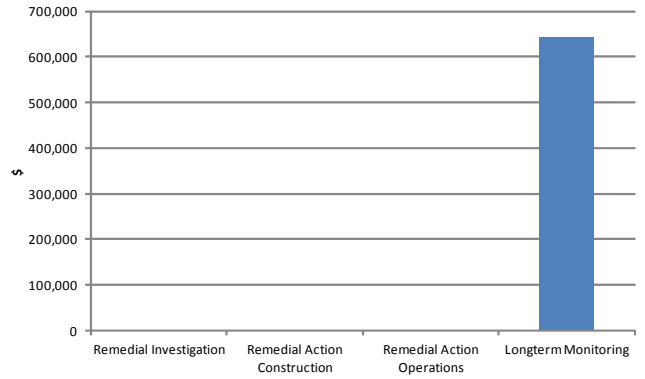 700,000
600,000
500,000
400,000
300,000
200,000
100,000
0
$
Remedial Investigation
Remedial Action
Construction
Remedial Action
Operations
Longterm Monitoring